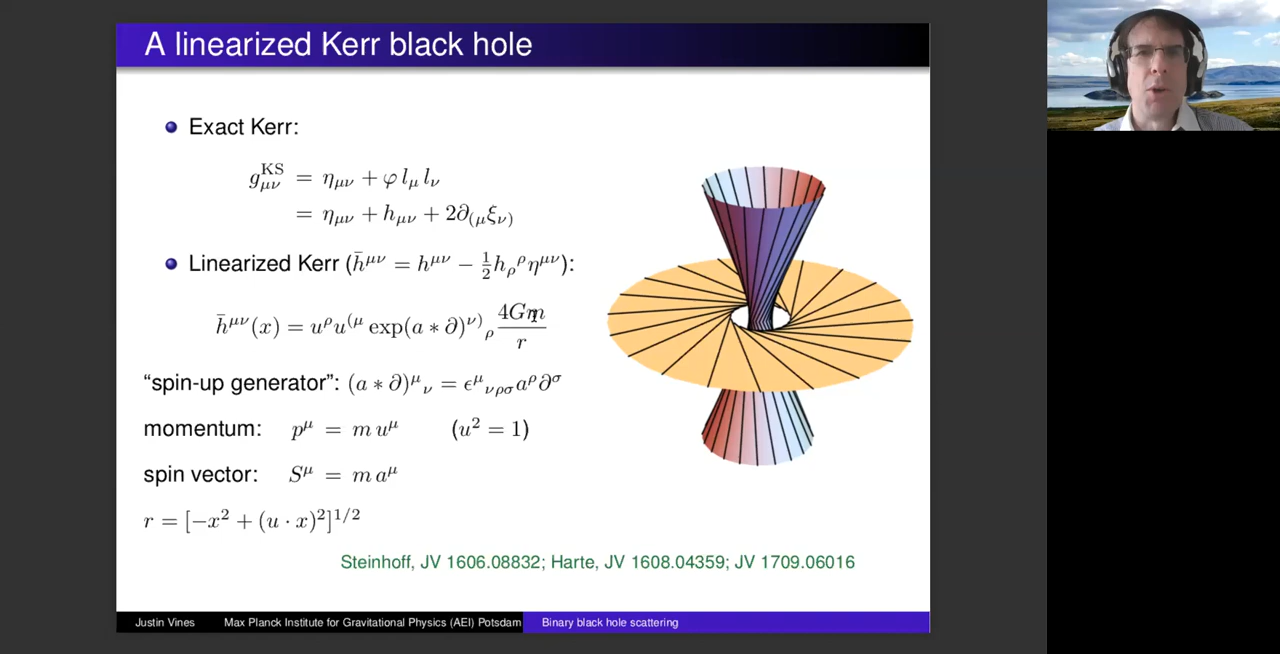 A linearized Kerr black hole
Exact Kerr:
g_{μν}^{KS} = η_{μν} + φ l_μ l_ν
= η_{μν} + h_{μν} + 2∂_{(μ}ξ_{ν)}
Linearized Kerr (h̄^{μν} = h^{μν} − ½h_ρ{}^ρ η^{μν}):
h̄^{μν}(x) = u^ρ u^{(μ} exp(a ∗ ∂)^{ν)}{}_ρ 4Gm/r
“spin-up generator”: (a ∗ ∂)^μ{}_ν = ϵ^μ{}_{νρσ} a^ρ ∂^σ
momentum: p^μ = m u^μ (u² = 1)
spin vector: S^μ = m a^μ
r = [−x² + (u · x)²]^{1/2}
Steinhoff, JV 1606.08832; Harte, JV 1608.04359; JV 1709.06016
Justin Vines Max Planck Institute for Gravitational Physics (AEI) Potsdam Binary black hole scattering